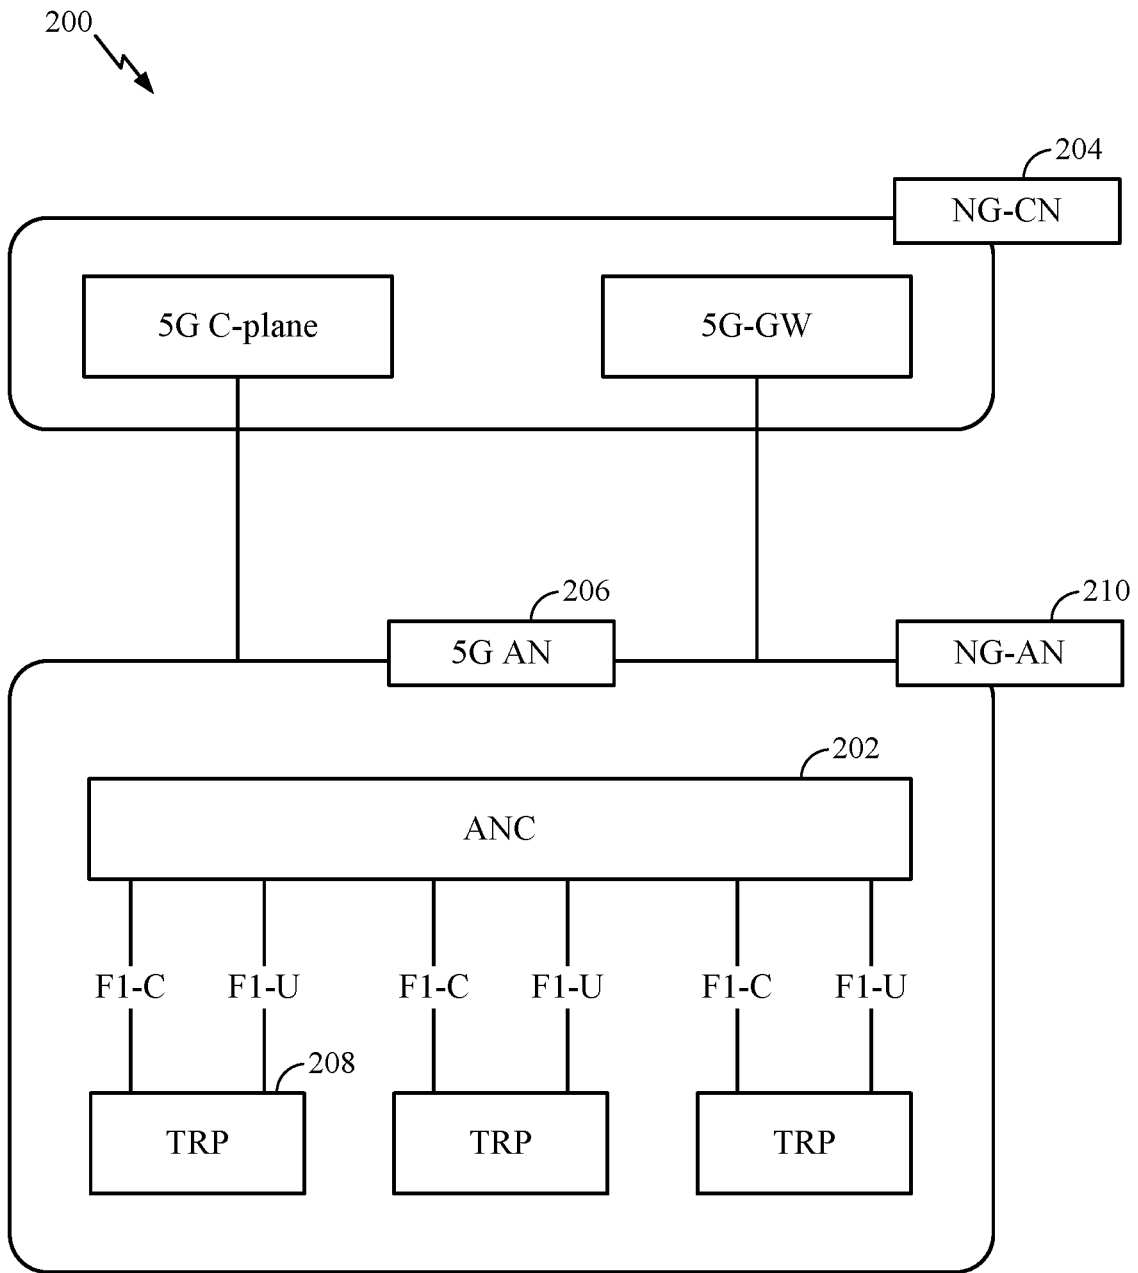 200
204
NG-CN
5G C-plane
5G-GW
206
210
5G AN
NG-AN
202
ANC
F1-C
F1-U
F1-C
F1-U
F1-C
F1-U
208
TRP
TRP
TRP